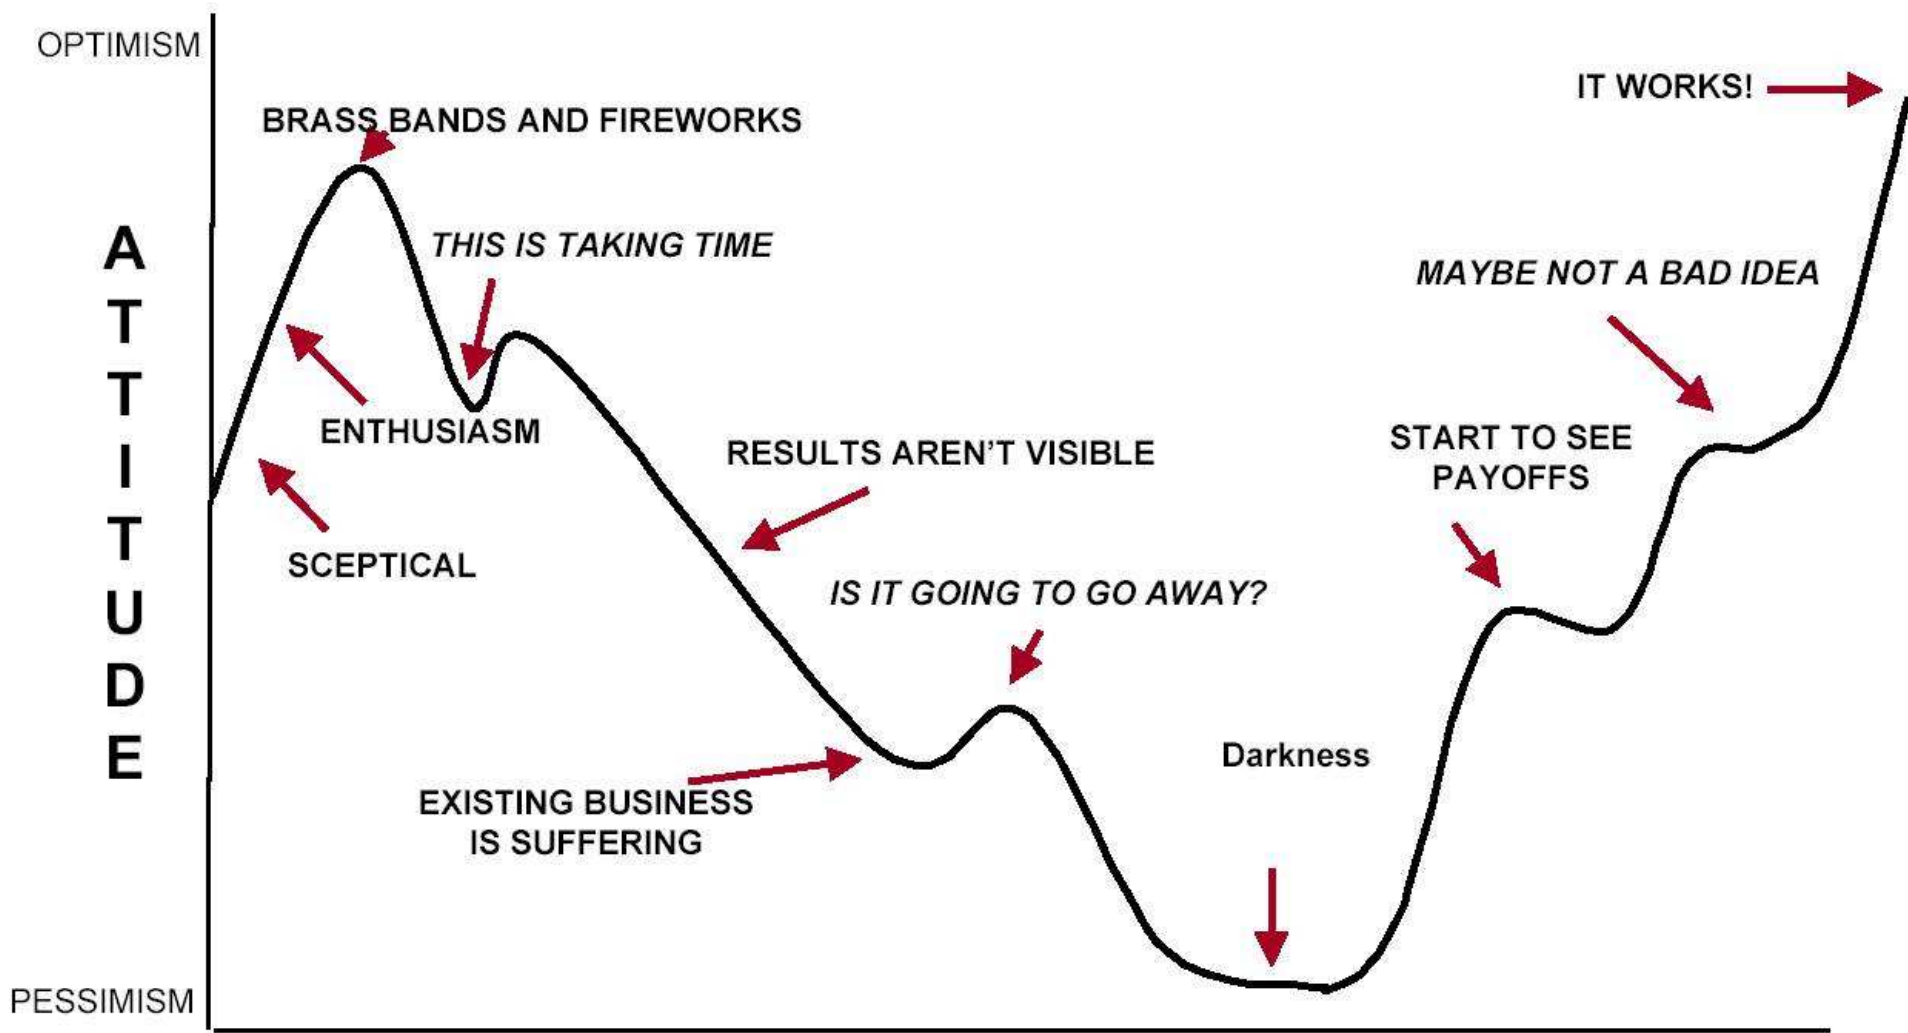 OPTIMISM
IT WORKS!
BRASS BANDS AND FIREWORKS
THIS IS TAKING TIME
MAYBE NOT A BAD IDEA
ATTITUDE
ENTHUSIASM
START TO SEE
PAYOFFS
RESULTS AREN'T VISIBLE
SCEPTICAL
IS IT GOING TO GO AWAY?
Darkness
EXISTING BUSINESS
IS SUFFERING
PESSIMISM